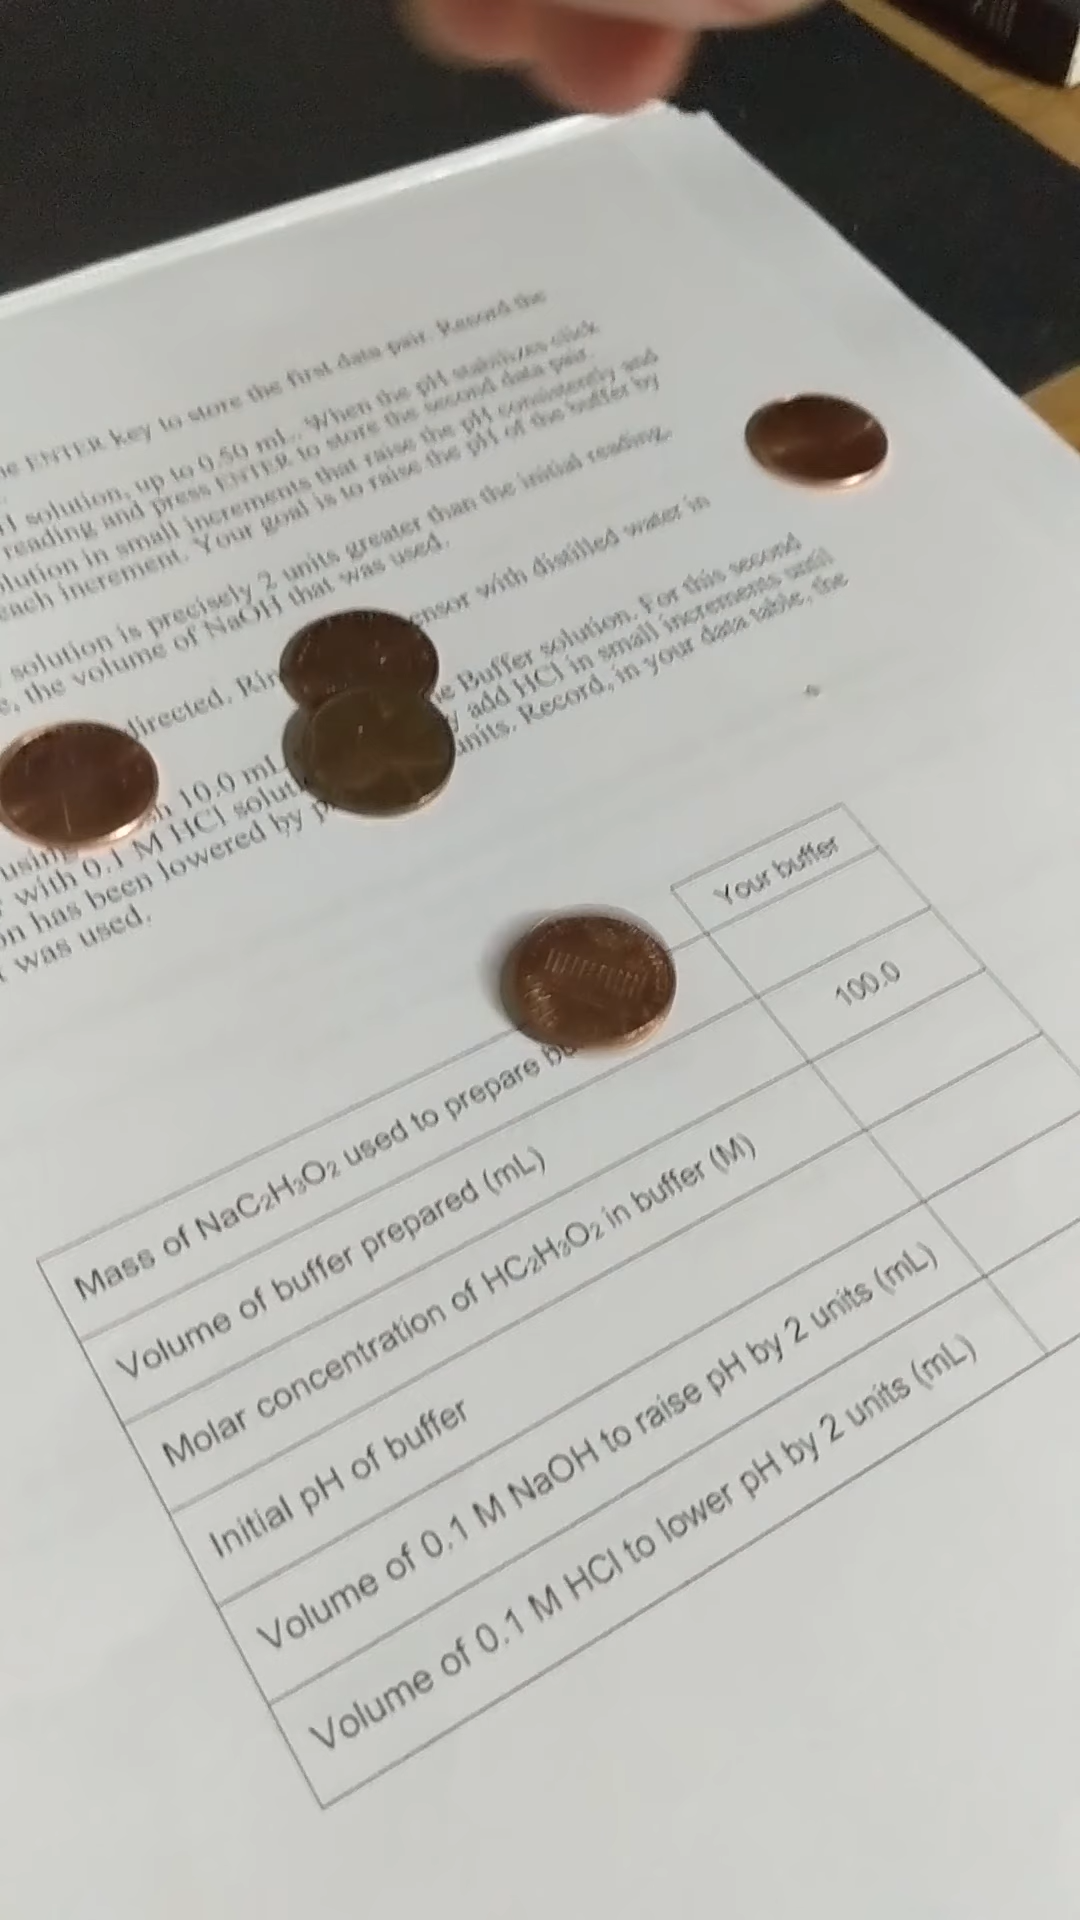 ENTER key to store the first data pair. Record the
solution, up to 0.50 mL. When the pH stabilizes click
reading and press ENTER to store the second data pair.
solution in small increments that raise the pH consistently and
each increment. Your goal is to raise the pH of the buffer by
solution is precisely 2 units greater than the initial reading.
the volume of NaOH that was used.
directed. with distilled water in
using 10.0 mL Buffer solution. For this second
with 0.1 M HCl add HCl in small increments until
has been lowered by units. Record, in your data table, the
was used.
Your buffer
Mass of NaC2H3O2 used to prepare
Volume of buffer prepared (mL) 100.0
Molar concentration of HC2H3O2 in buffer (M)
Initial pH of buffer
Volume of 0.1 M NaOH to raise pH by 2 units (mL)
Volume of 0.1 M HCl to lower pH by 2 units (mL)